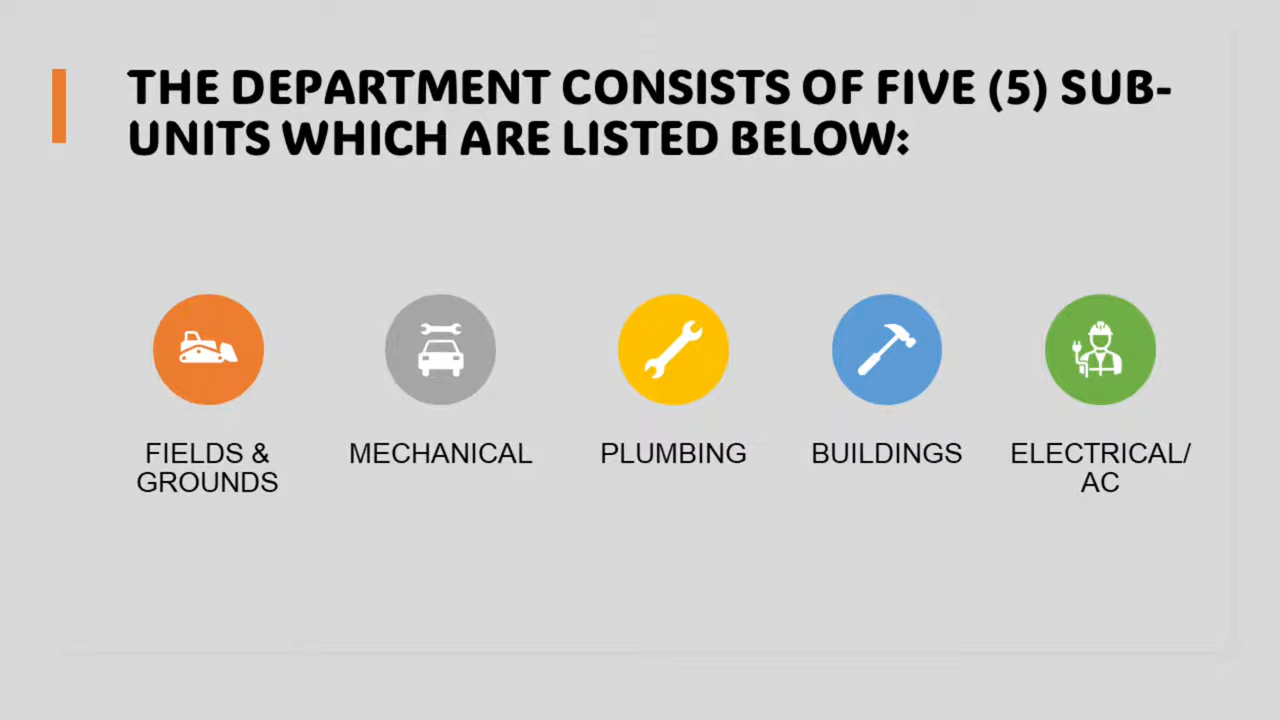 THE DEPARTMENT CONSISTS OF FIVE (5) SUB-
UNITS WHICH ARE LISTED BELOW:
FIELDS &
GROUNDS
MECHANICAL
PLUMBING
BUILDINGS
ELECTRICAL/
AC